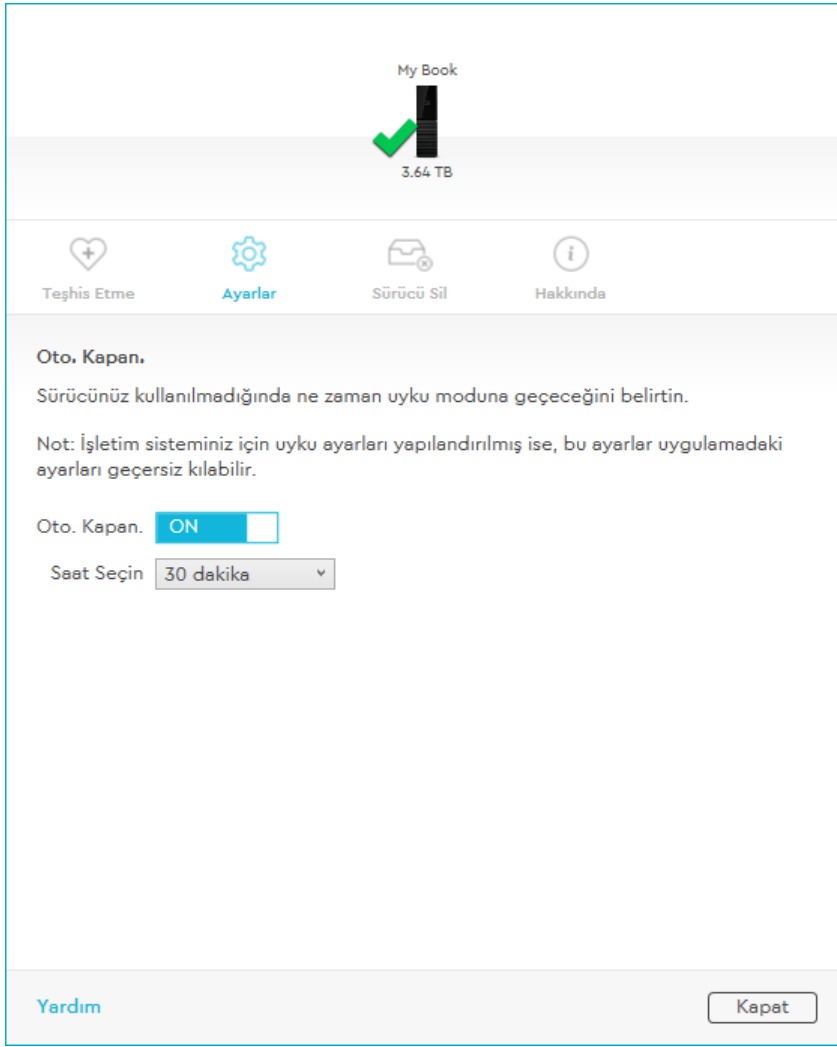 My Book
3.64 TB
Teşhis Etme
Ayarlar
Sürücü Sil
Hakkında
Oto. Kapan.
Sürücünüz kullanılmadığında ne zaman uyku moduna geçeceğini belirtin.
Not: İşletim sisteminiz için uyku ayarları yapılandırılmış ise, bu ayarlar uygulamadaki
ayarları geçersiz kılabilir.
Oto. Kapan. ON
Saat Seçin 30 dakika
Yardım
Kapat